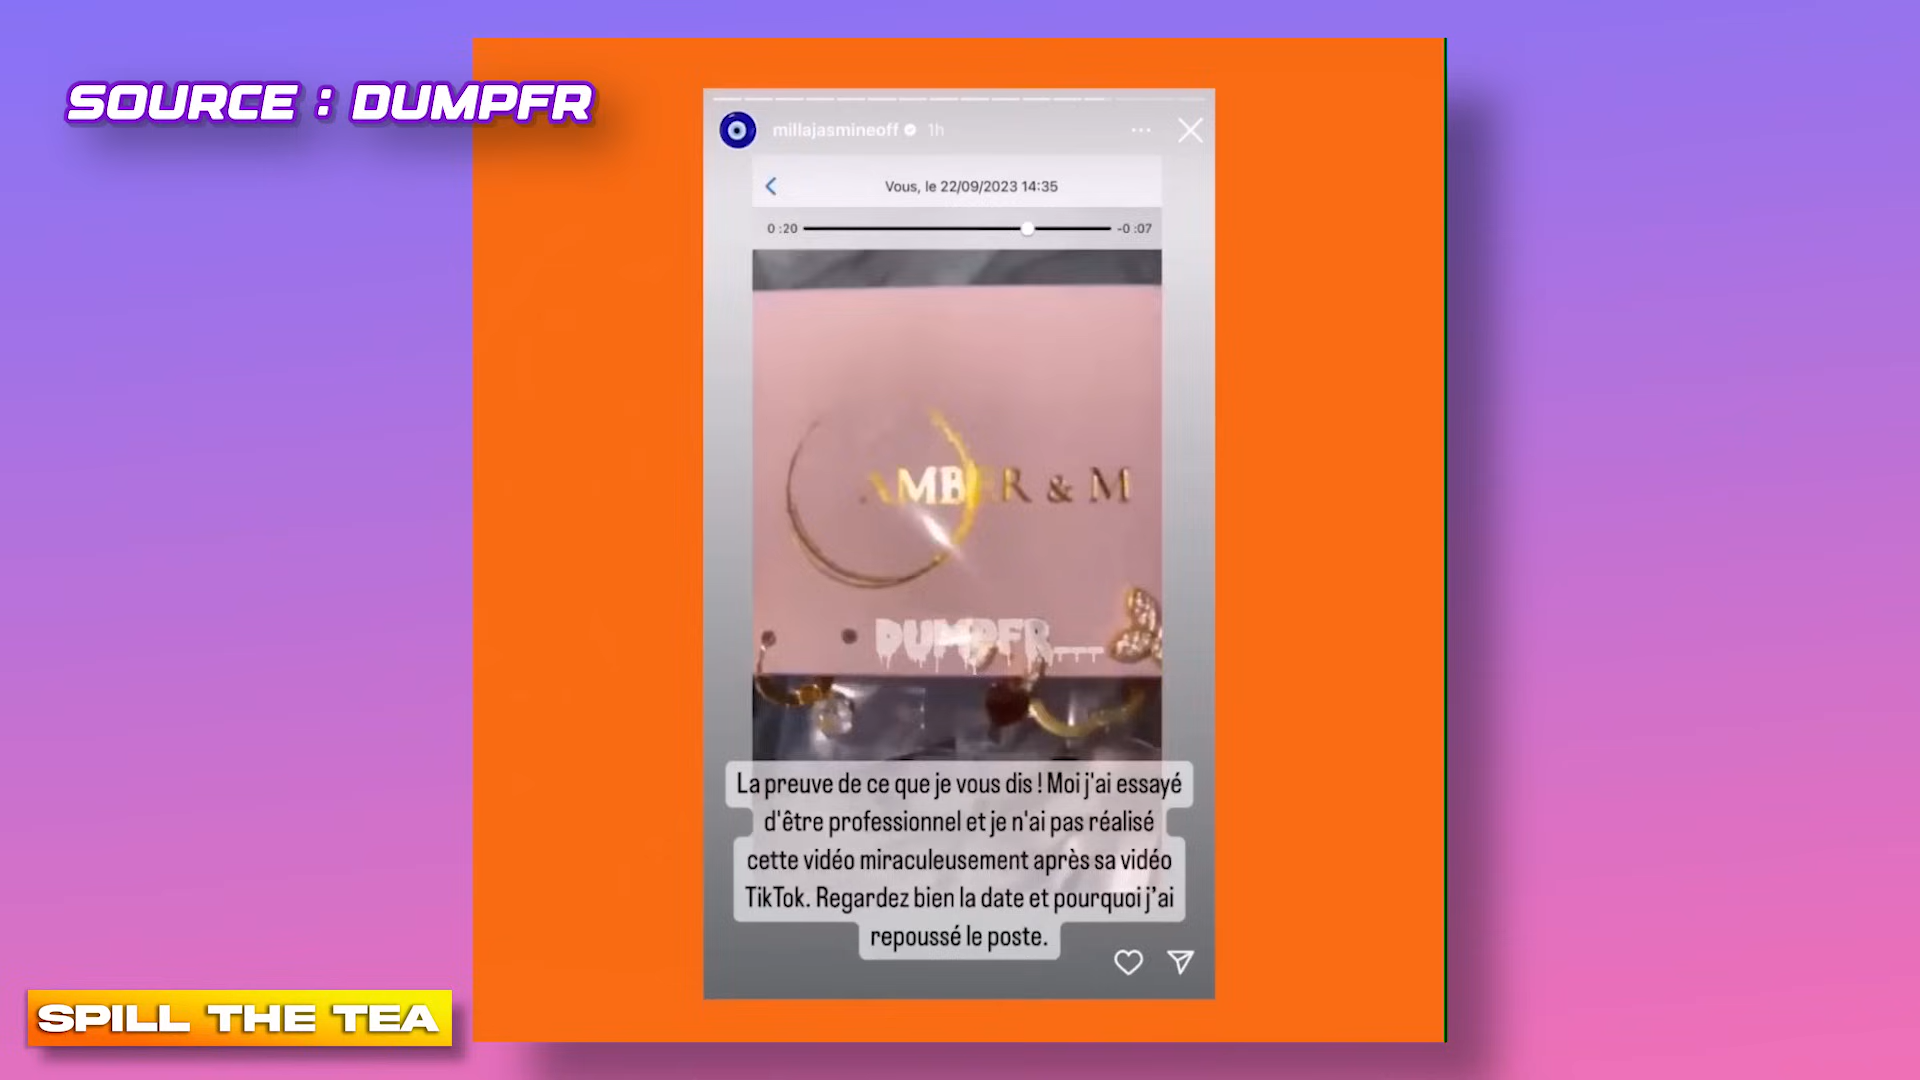 SOURCE : DUMPFR
millajasmineoff 1h
Vous, le 22/09/2023 14:35
0:20 -0:07
AMBER & M
DUMPFR___
La preuve de ce que je vous dis ! Moi j'ai essayé
d'être professionnel et je n'ai pas réalisé
cette vidéo miraculeusement après sa vidéo
TikTok. Regardez bien la date et pourquoi j'ai
repoussé le poste.
SPILL THE TEA